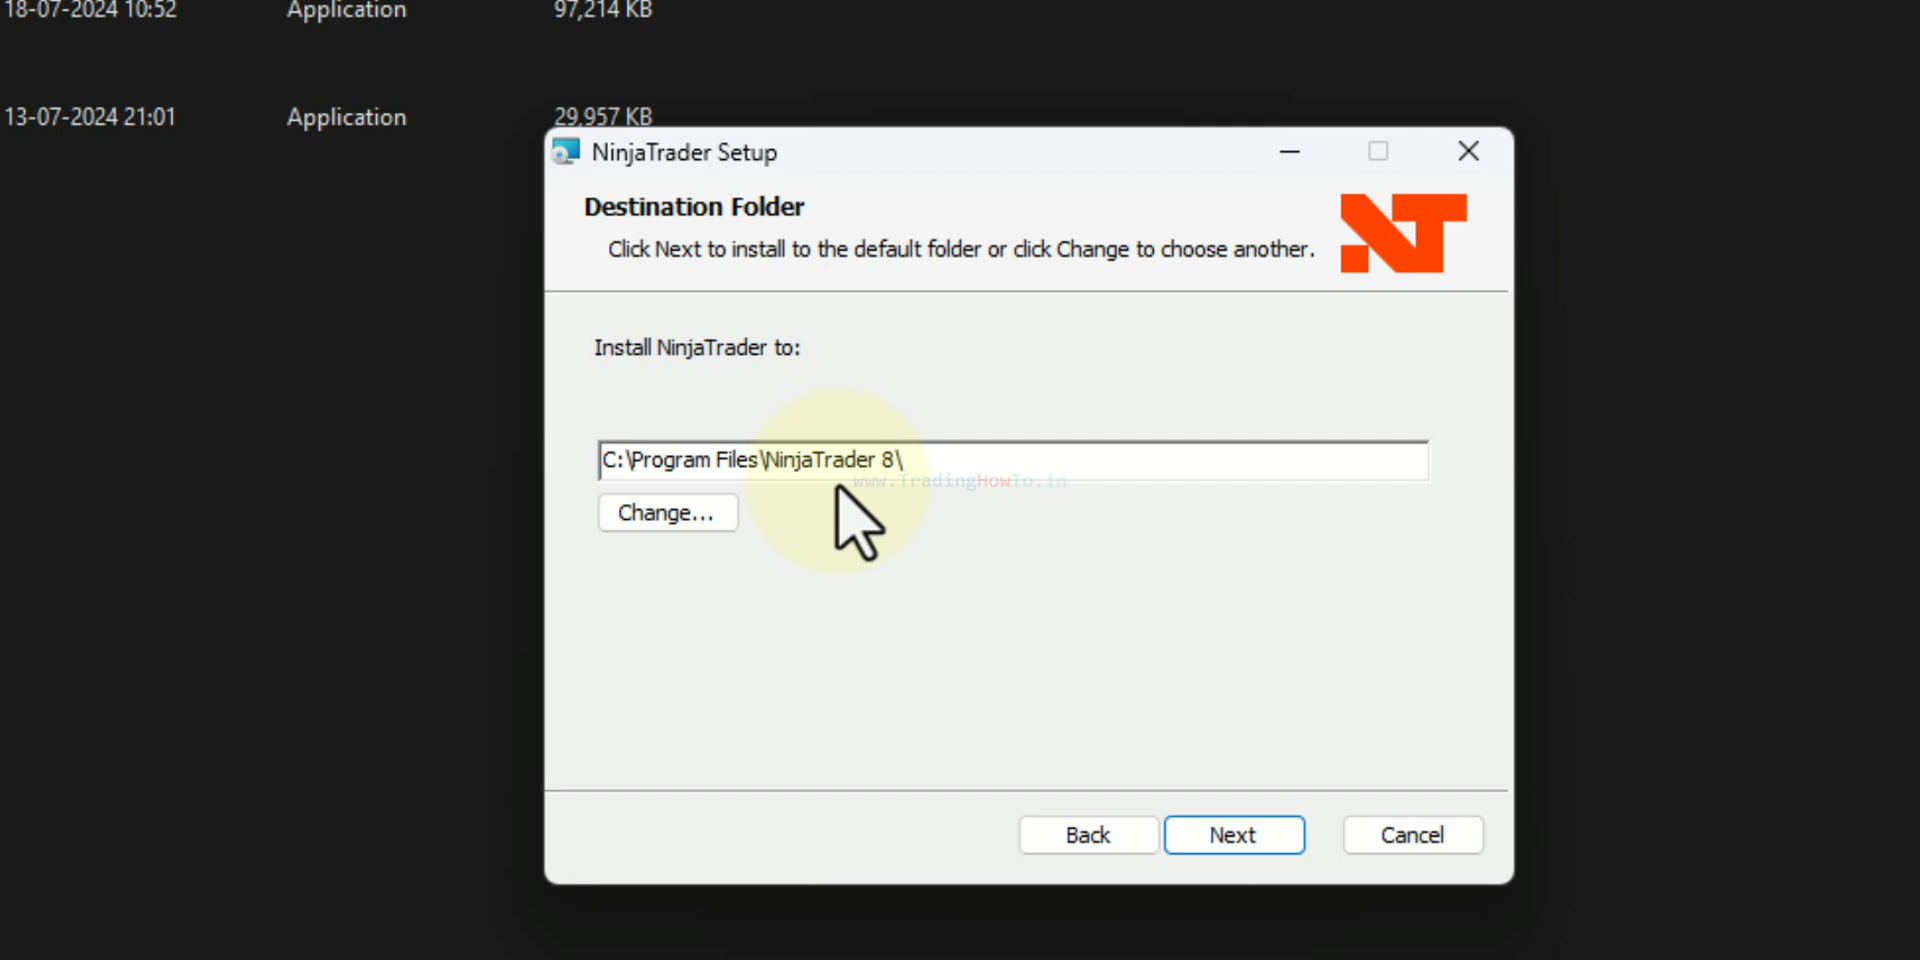 18-07-2024 10:52 Application 97,214 KB
13-07-2024 21:01 Application 29,957 KB
NinjaTrader Setup
Destination Folder
Click Next to install to the default folder or click Change to choose another.
NT
Install NinjaTrader to:
C:\Program Files\NinjaTrader 8\
www.TradingHowTo.in
Change...
Back Next Cancel